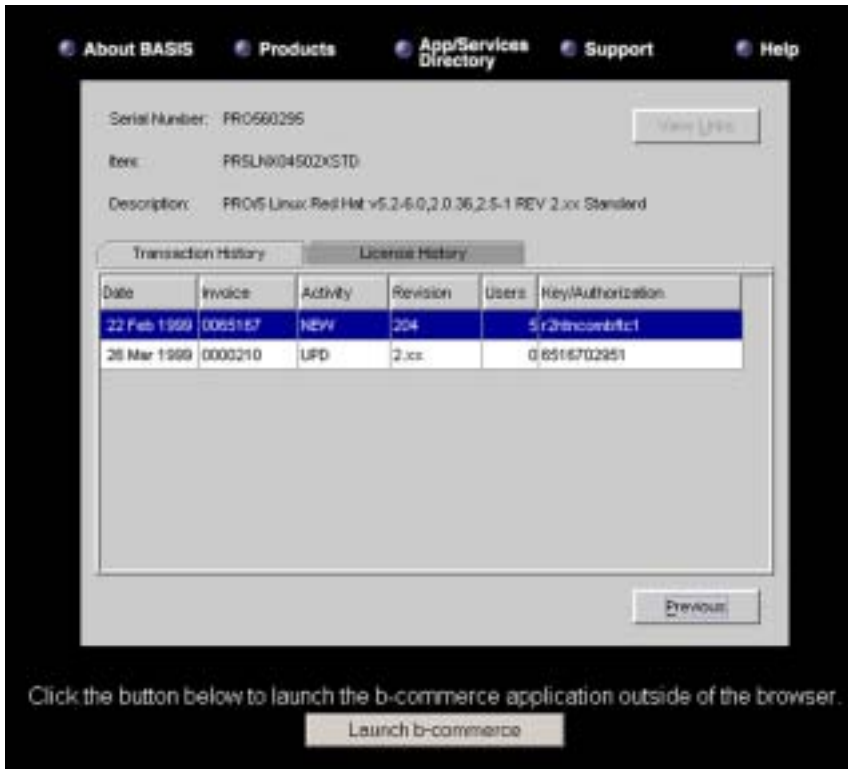 About BASIS Products App/Services Directory Support Help
Serial Number: PRO560295
View Links
Item: PR5LNX04502XSTD
Description: PRO/5 Linux Red Hat v5.2-6.0,2.0.36,2.5-1 REV 2.xx Standard
Transaction History License History
Date Invoice Activity Revision Users Key/Authorization
22 Feb 1999 0065167 NEW 204 5
26 Mar 1999 0000210 UPD 2.xx 0 6516702951
Previous
Click the button below to launch the b-commerce application outside of the browser.
Launch b-commerce